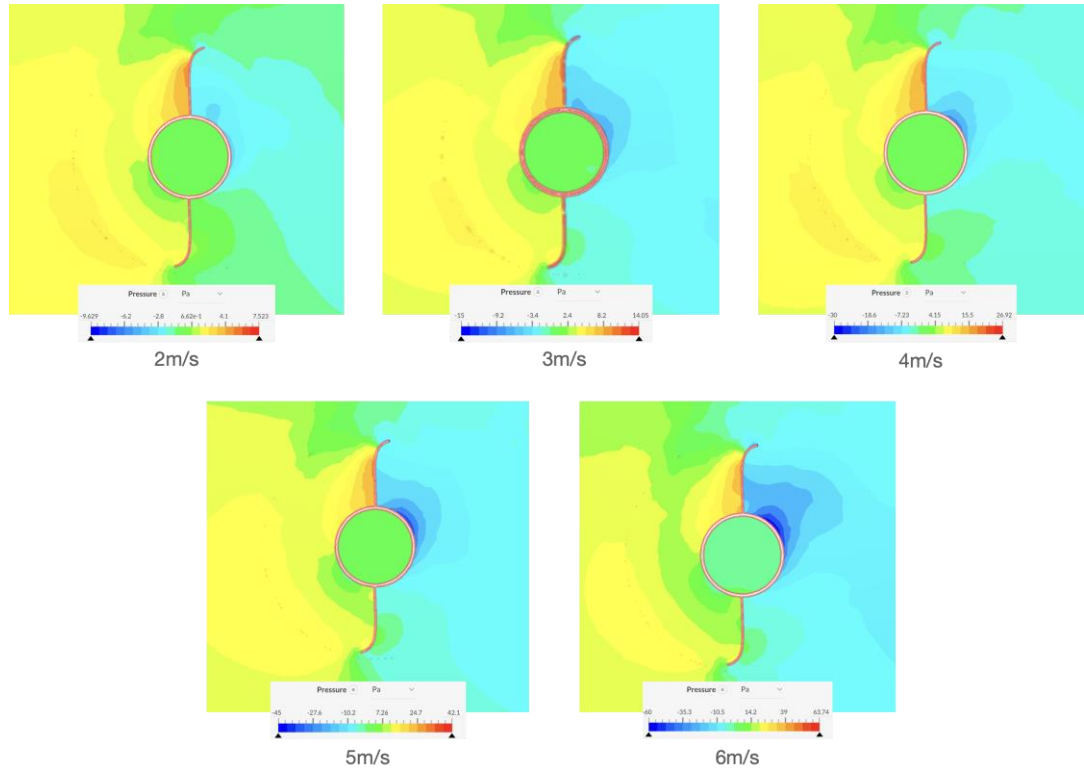 Pressure Pa
-9.629 -6.2 -2.8 6.62e-1 4.1 7.523
2m/s
Pressure Pa
-15 -9.2 -3.4 2.4 8.2 14.05
3m/s
Pressure Pa
-30 -18.6 -7.23 4.15 15.5 26.92
4m/s
Pressure Pa
-45 -27.6 -10.2 7.26 24.7 42.1
5m/s
Pressure Pa
-60 -35.3 -10.5 14.2 39 63.74
6m/s